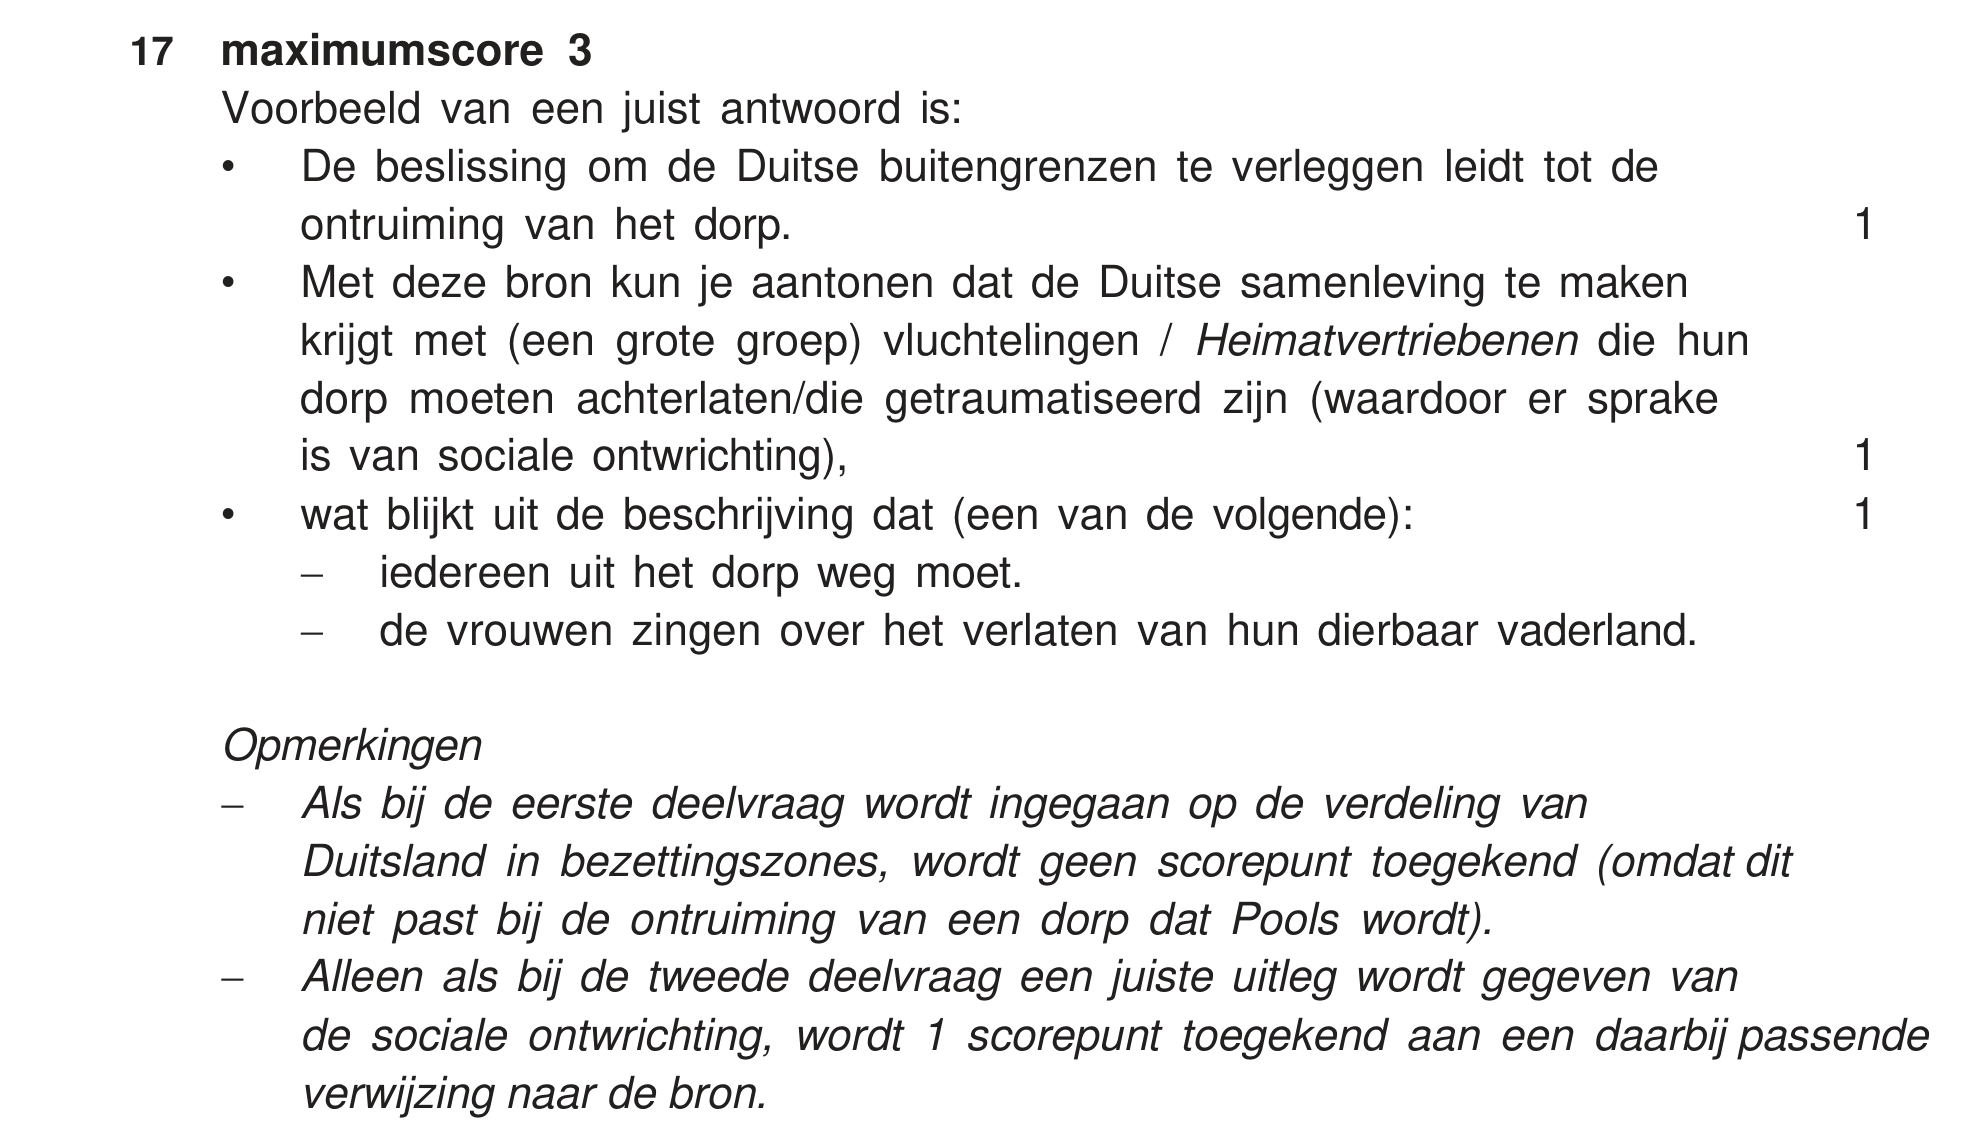 17 maximumscore 3
Voorbeeld van een juist antwoord is:
• De beslissing om de Duitse buitengrenzen te verleggen leidt tot de
ontruiming van het dorp. 1
• Met deze bron kun je aantonen dat de Duitse samenleving te maken
krijgt met (een grote groep) vluchtelingen / Heimatvertriebenen die hun
dorp moeten achterlaten/die getraumatiseerd zijn (waardoor er sprake
is van sociale ontwrichting), 1
• wat blijkt uit de beschrijving dat (een van de volgende): 1
– iedereen uit het dorp weg moet.
– de vrouwen zingen over het verlaten van hun dierbaar vaderland.
Opmerkingen
– Als bij de eerste deelvraag wordt ingegaan op de verdeling van
Duitsland in bezettingszones, wordt geen scorepunt toegekend (omdat dit
niet past bij de ontruiming van een dorp dat Pools wordt).
– Alleen als bij de tweede deelvraag een juiste uitleg wordt gegeven van
de sociale ontwrichting, wordt 1 scorepunt toegekend aan een daarbij passende
verwijzing naar de bron.